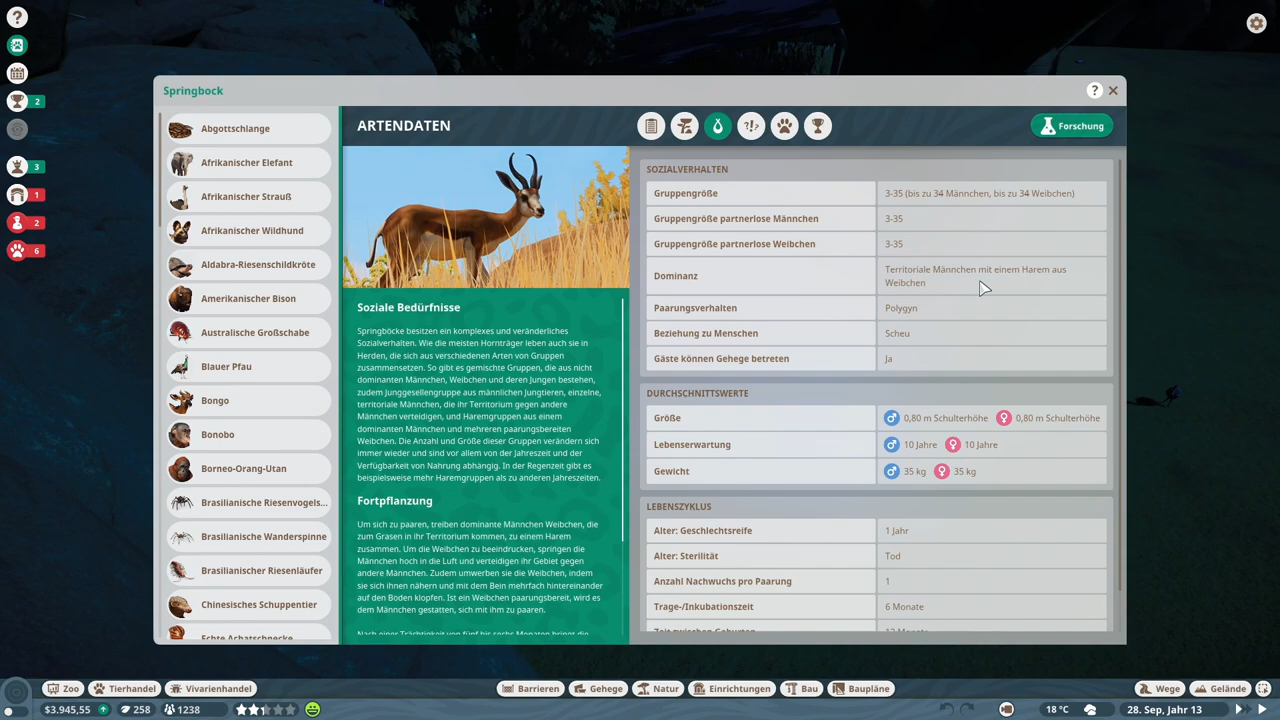 ?
2
3
1
2
6
Springbock
?
Abgottschlange
Afrikanischer Elefant
Afrikanischer Strauß
Afrikanischer Wildhund
Aldabra-Riesenschildkröte
Amerikanischer Bison
Australische Großschabe
Blauer Pfau
Bongo
Bonobo
Borneo-Orang-Utan
Brasilianische Riesenvogels...
Brasilianische Wanderspinne
Brasilianischer Riesenläufer
Chinesisches Schuppentier
Echte Achatschnecke
ARTENDATEN
?!?
Forschung
Soziale Bedürfnisse
Springböcke besitzen ein komplexes und veränderliches
Sozialverhalten. Wie die meisten Hornträger leben auch sie in
Herden, die sich aus verschiedenen Arten von Gruppen
zusammensetzen. So gibt es gemischte Gruppen, die aus nicht
dominanten Männchen, Weibchen und deren Jungen bestehen,
zudem Junggesellengruppe aus männlichen Jungtieren, einzelne,
territoriale Männchen, die ihr Territorium gegen andere
Männchen verteidigen, und Haremgruppen aus einem
dominanten Männchen und mehreren paarungsbereiten
Weibchen. Die Anzahl und Größe dieser Gruppen verändern sich
immer wieder und sind vor allem von der Jahreszeit und der
Verfügbarkeit von Nahrung abhängig. In der Regenzeit gibt es
beispielsweise mehr Haremgruppen als zu anderen Jahreszeiten.
Fortpflanzung
Um sich zu paaren, treiben dominante Männchen Weibchen, die
zum Grasen in ihr Territorium kommen, zu einem Harem
zusammen. Um die Weibchen zu beeindrucken, springen die
Männchen hoch in die Luft und verteidigen ihr Gebiet gegen
andere Männchen. Zudem umwerben sie die Weibchen, indem
sie sich ihnen nähern und mit dem Bein mehrfach hintereinander
auf den Boden klopfen. Ist ein Weibchen paarungsbereit, wird es
dem Männchen gestatten, sich mit ihm zu paaren.
Nach einer Trächtigkeit von fünf bis sechs Monaten bringt die
SOZIALVERHALTEN
Gruppengröße 3-35 (bis zu 34 Männchen, bis zu 34 Weibchen)
Gruppengröße partnerlose Männchen 3-35
Gruppengröße partnerlose Weibchen 3-35
Dominanz Territoriale Männchen mit einem Harem aus
Weibchen
Paarungsverhalten Polygyn
Beziehung zu Menschen Scheu
Gäste können Gehege betreten Ja
DURCHSCHNITTSWERTE
Größe 0,80 m Schulterhöhe 0,80 m Schulterhöhe
Lebenserwartung 10 Jahre 10 Jahre
Gewicht 35 kg 35 kg
LEBENSZYKLUS
Alter: Geschlechtsreife 1 Jahr
Alter: Sterilität Tod
Anzahl Nachwuchs pro Paarung 1
Trage-/Inkubationszeit 6 Monate
Zoo Tierhandel Vivarienhandel Barrieren Gehege Natur Einrichtungen Bau Baupläne Wege Gelände
$3.945,55 258 1238 18 °C 28. Sep, Jahr 13